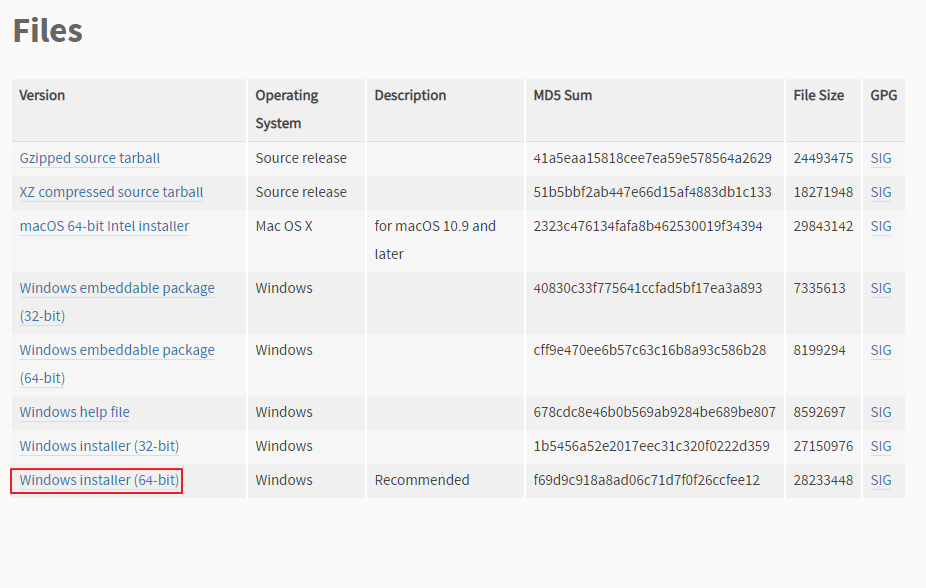 Files
Version Operating System Description MD5 Sum File Size GPG
Gzipped source tarball Source release 41a5eaa15818cee7ea59e578564a2629 24493475 SIG
XZ compressed source tarball Source release 51b5bbf2ab447e66d15af4883db1c133 18271948 SIG
macOS 64-bit Intel installer Mac OS X for macOS 10.9 and later 2323c476134fafa8b462530019f34394 29843142 SIG
Windows embeddable package (32-bit) Windows 40830c33f775641ccfad5bf17ea3a893 7335613 SIG
Windows embeddable package (64-bit) Windows cff9e470ee6b57c63c16b8a93c586b28 8199294 SIG
Windows help file Windows 678cdc8e46b0b569ab9284be689be807 8592697 SIG
Windows installer (32-bit) Windows 1b5456a52e2017eec31c320f0222d359 27150976 SIG
Windows installer (64-bit) Windows Recommended f69d9c918a8ad06c71d7f0f26ccfee12 28233448 SIG